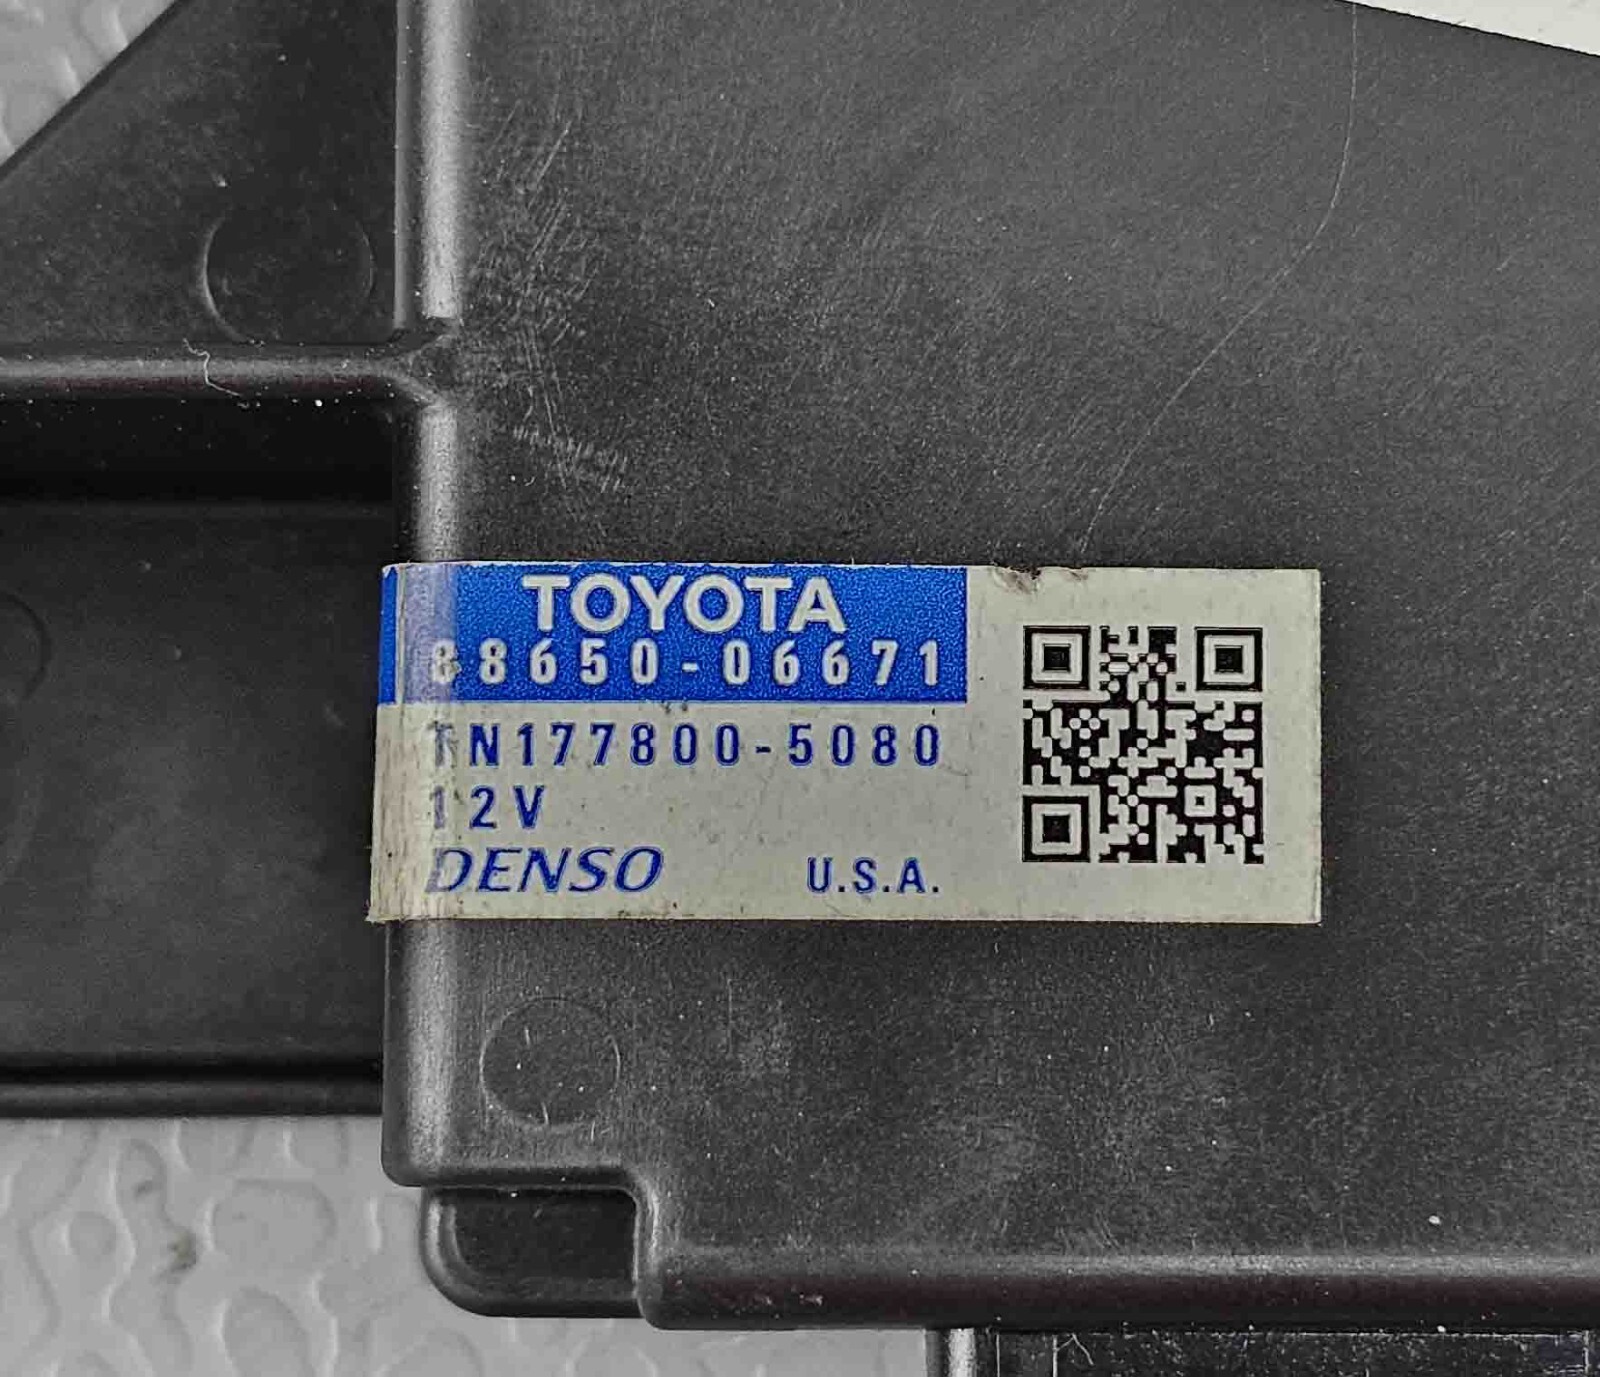 TOYOTA
88650-06671
TN177800-5080
12V
DENSO U.S.A.